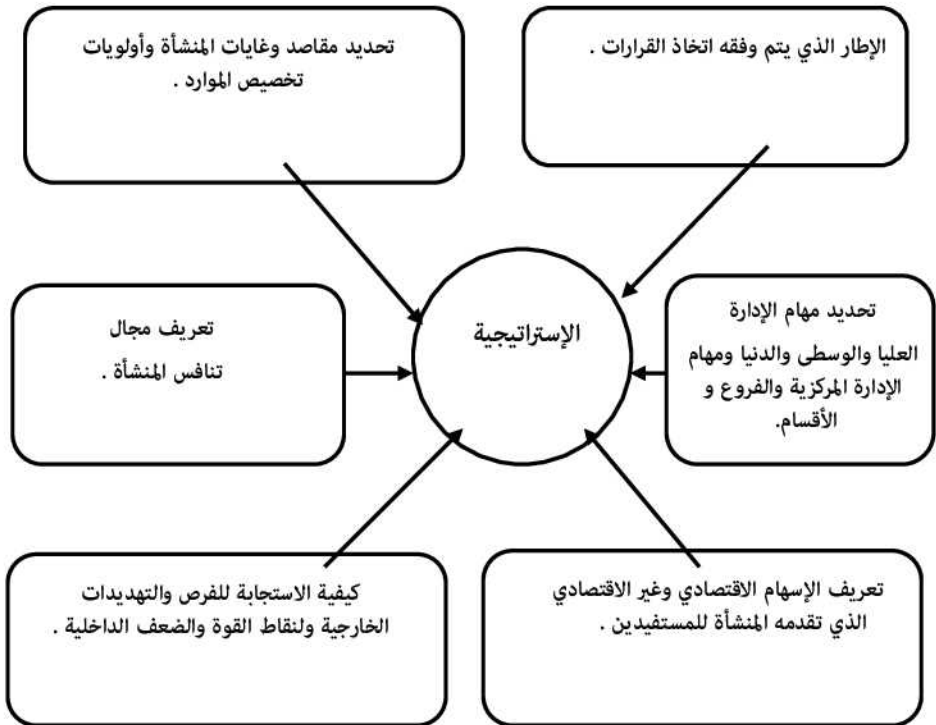 الإطار الذي يتم وفقه اتخاذ القرارات .
تحديد مقاصد وغايات المنشأة وأولويات
تخصيص الموارد .
الإستراتيجية
تحديد مهام الإدارة
العليا والوسطى والدنيا ومهام
الإدارة المركزية والفروع و
الأقسام.
تعريف مجال
تنافس المنشأة .
تعريف الإسهام الاقتصادي وغير الاقتصادي
الذي تقدمه المنشأة للمستفيدين .
كيفية الاستجابة للفرص والتهديدات
الخارجية ولنقاط القوة والضعف الداخلية .